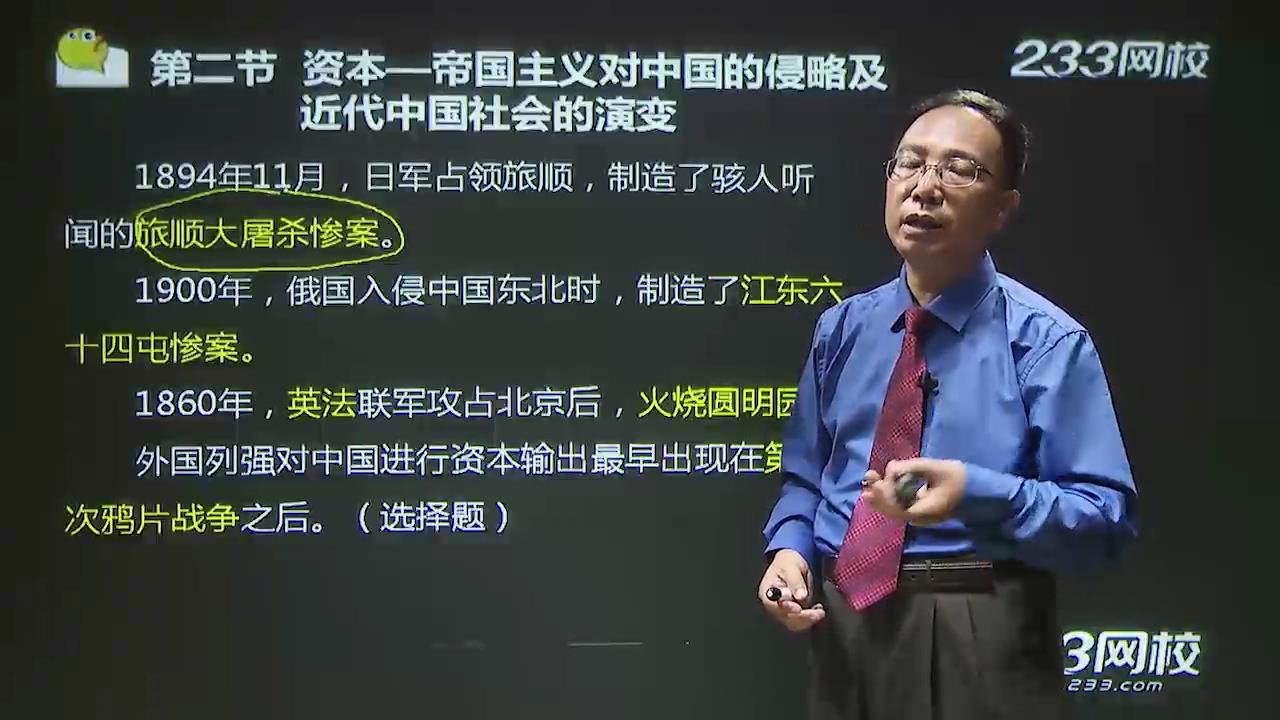 第二节 资本—帝国主义对中国的侵略及
近代中国社会的演变
233网校
1894年11月，日军占领旅顺，制造了骇人听
闻的旅顺大屠杀惨案。
1900年，俄国入侵中国东北时，制造了江东六
十四屯惨案。
1860年，英法联军攻占北京后，火烧圆明园
外国列强对中国进行资本输出最早出现在第
次鸦片战争之后。（选择题）
3网校
233.com